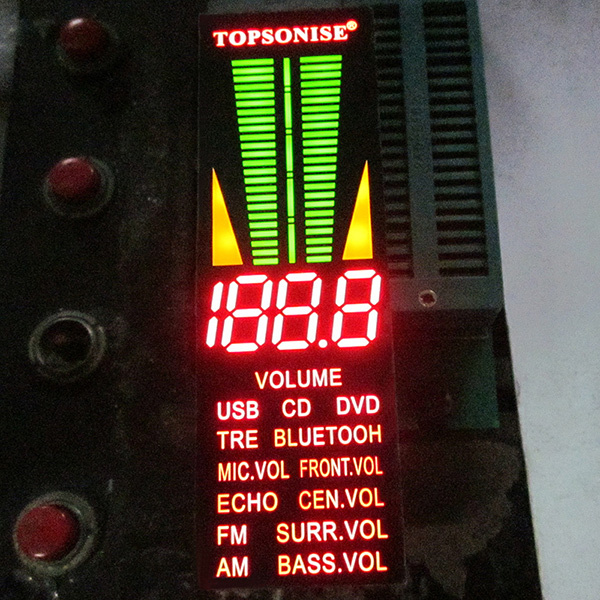 TOPSONISE®
188.8
VOLUME
USB CD DVD
TRE BLUETOOH
MIC.VOL FRONT.VOL
ECHO CEN.VOL
FM SURR.VOL
AM BASS.VOL